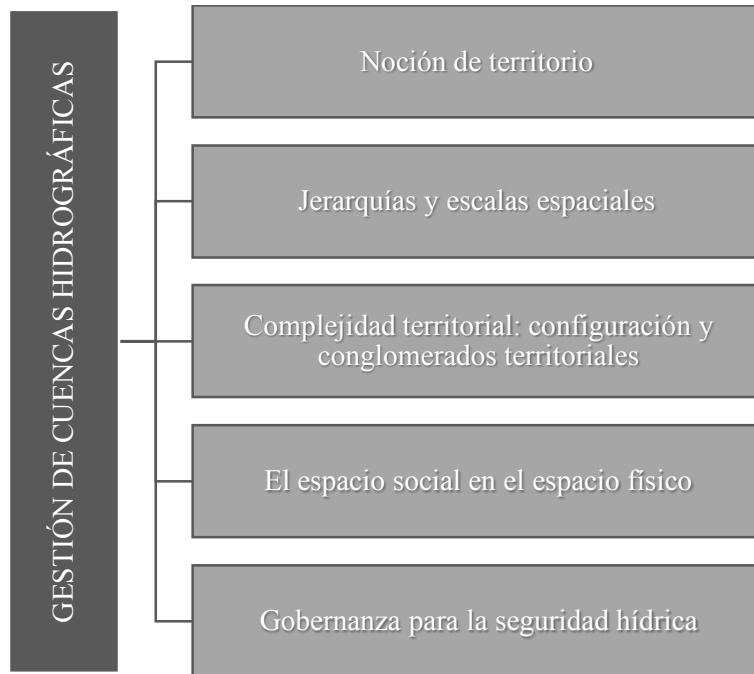 GESTIÓN DE CUENCAS HIDROGRÁFICAS
Noción de territorio
Jerarquías y escalas espaciales
Complejidad territorial: configuración y
conglomerados territoriales
El espacio social en el espacio físico
Gobernanza para la seguridad hídrica